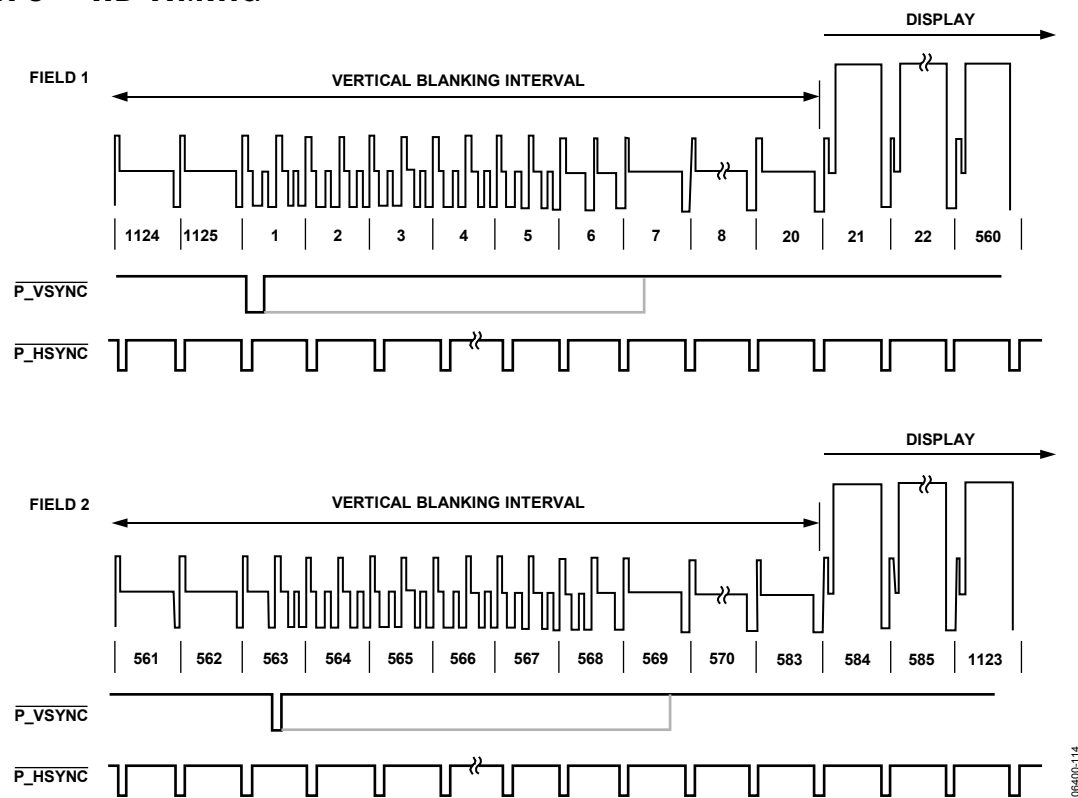 DISPLAY
FIELD 1
VERTICAL BLANKING INTERVAL
1124 1125 1 2 3 4 5 6 7 8 20 21 22 560
P_VSYNC
P_HSYNC
DISPLAY
FIELD 2
VERTICAL BLANKING INTERVAL
561 562 563 564 565 566 567 568 569 570 583 584 585 1123
P_VSYNC
P_HSYNC
06400-114